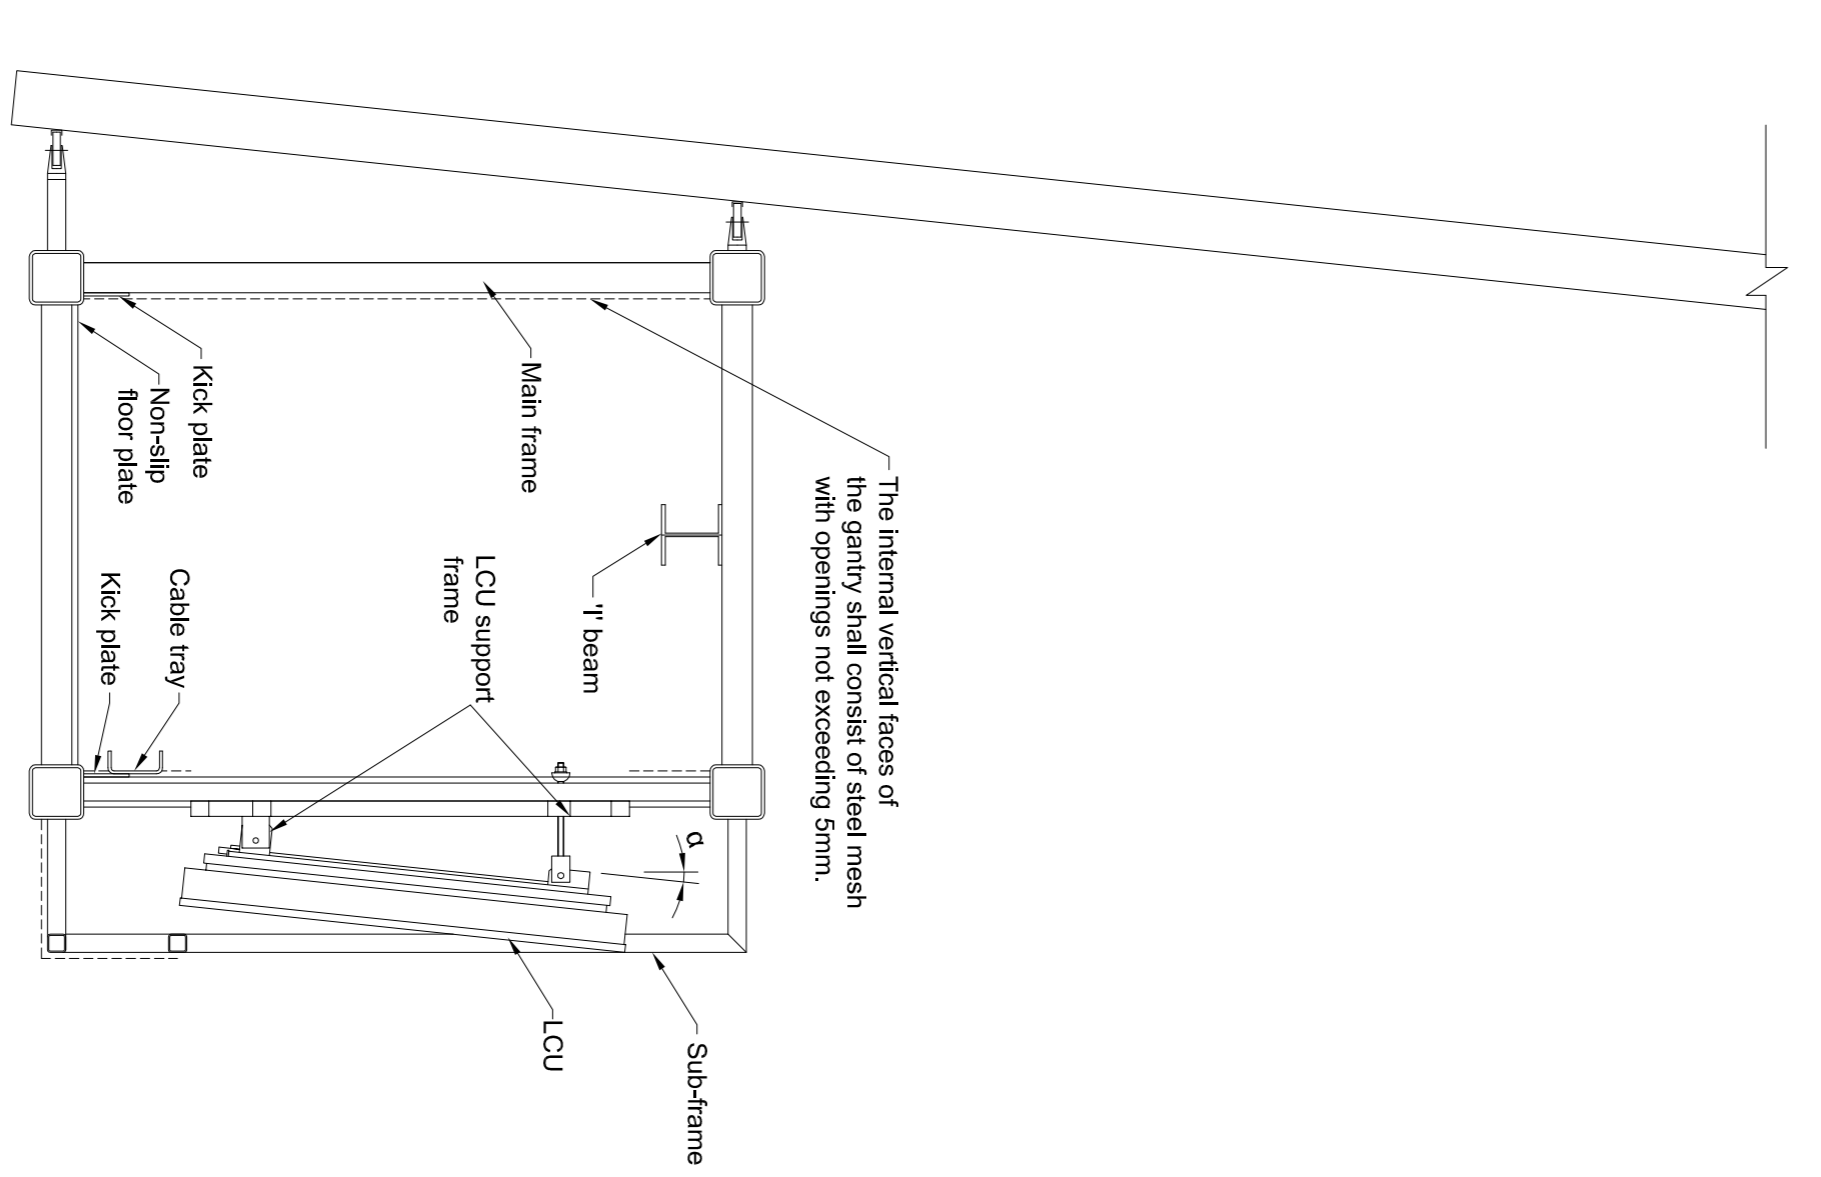 The internal vertical faces of
the gantry shall consist of steel mesh
with openings not exceeding 5mm.
Main frame
Kick plate
Non-slip
floor plate
'I' beam
LCU support
frame
Cable tray
Kick plate
α
LCU
Sub-frame